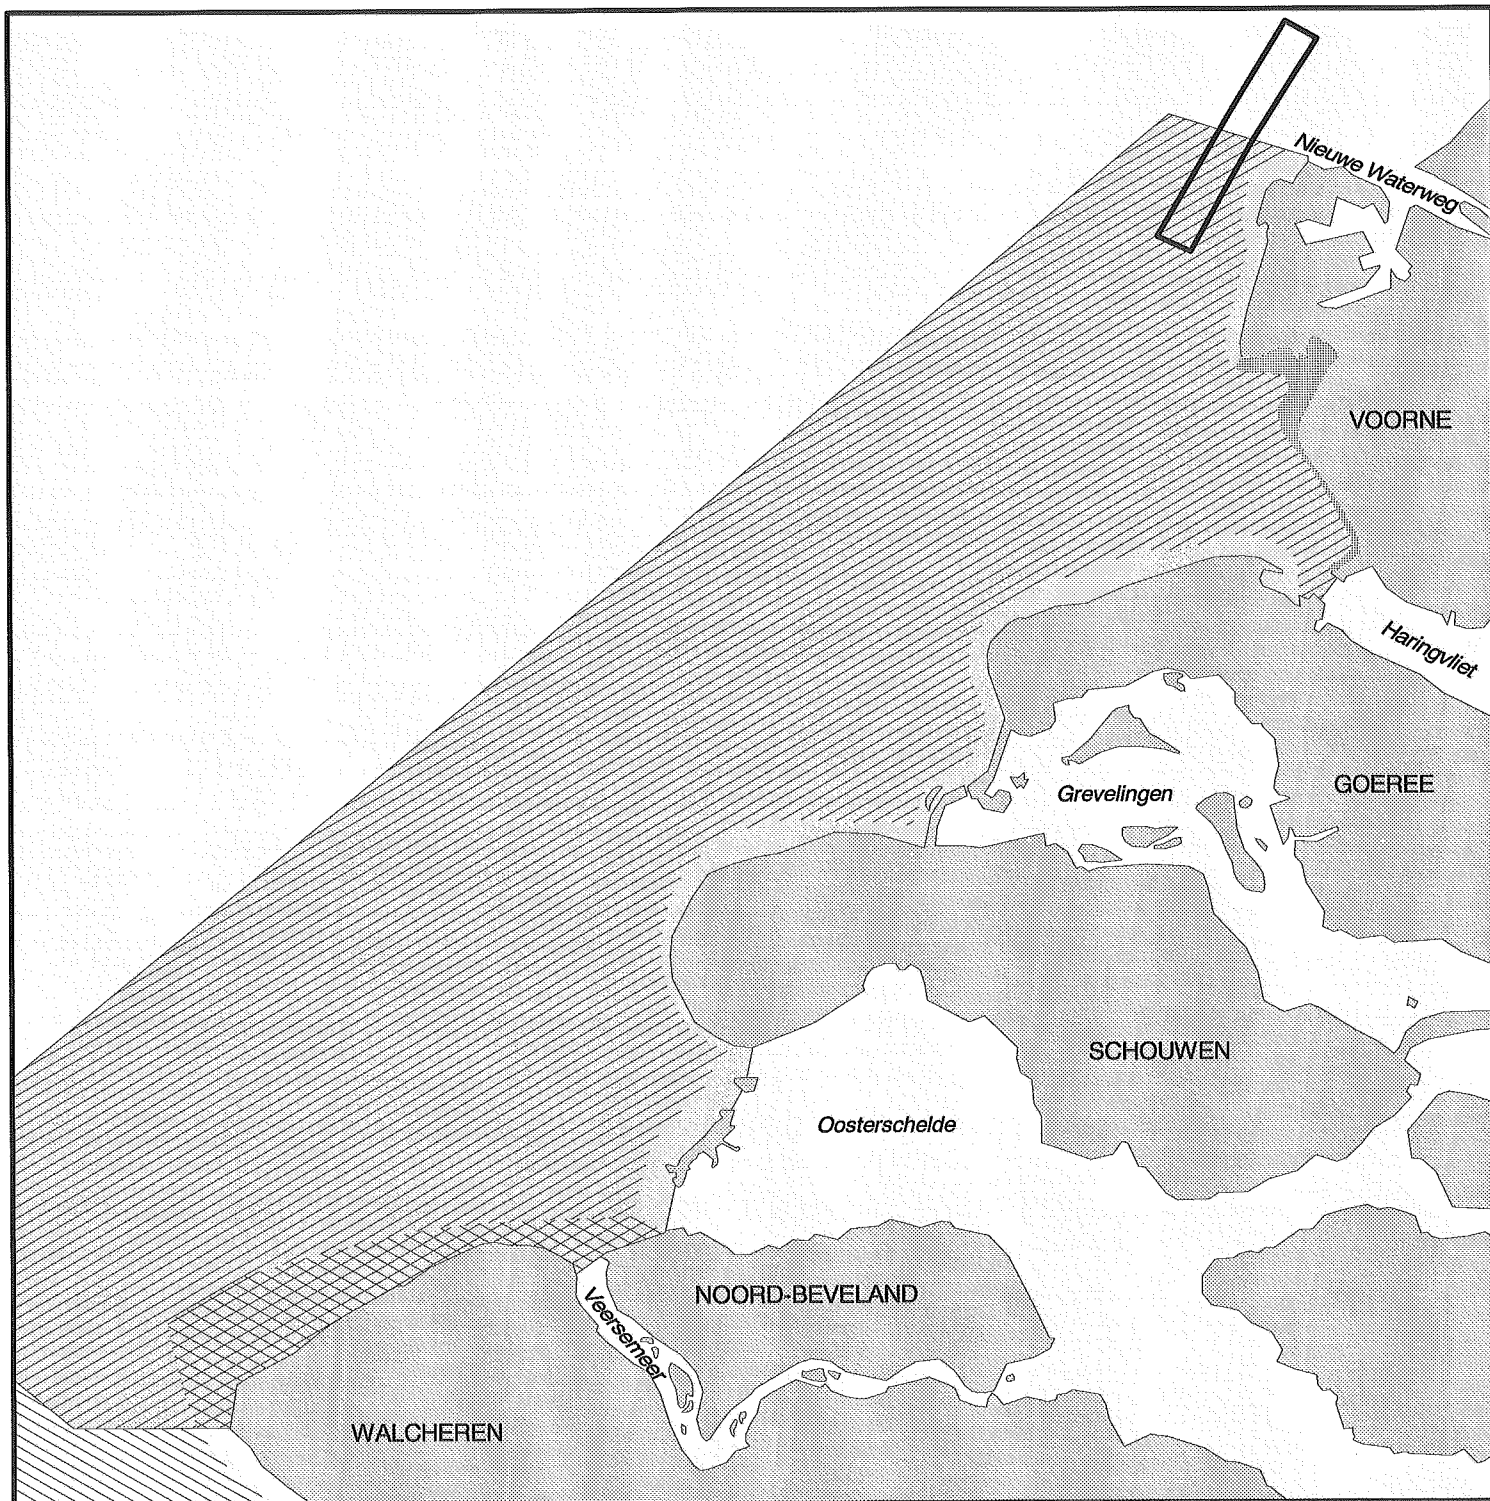 Nieuwe Waterweg
VOORNE
Haringvliet
Grevelingen
GOEREE
SCHOUWEN
Oosterschelde
NOORD-BEVELAND
Veersemeer
WALCHEREN